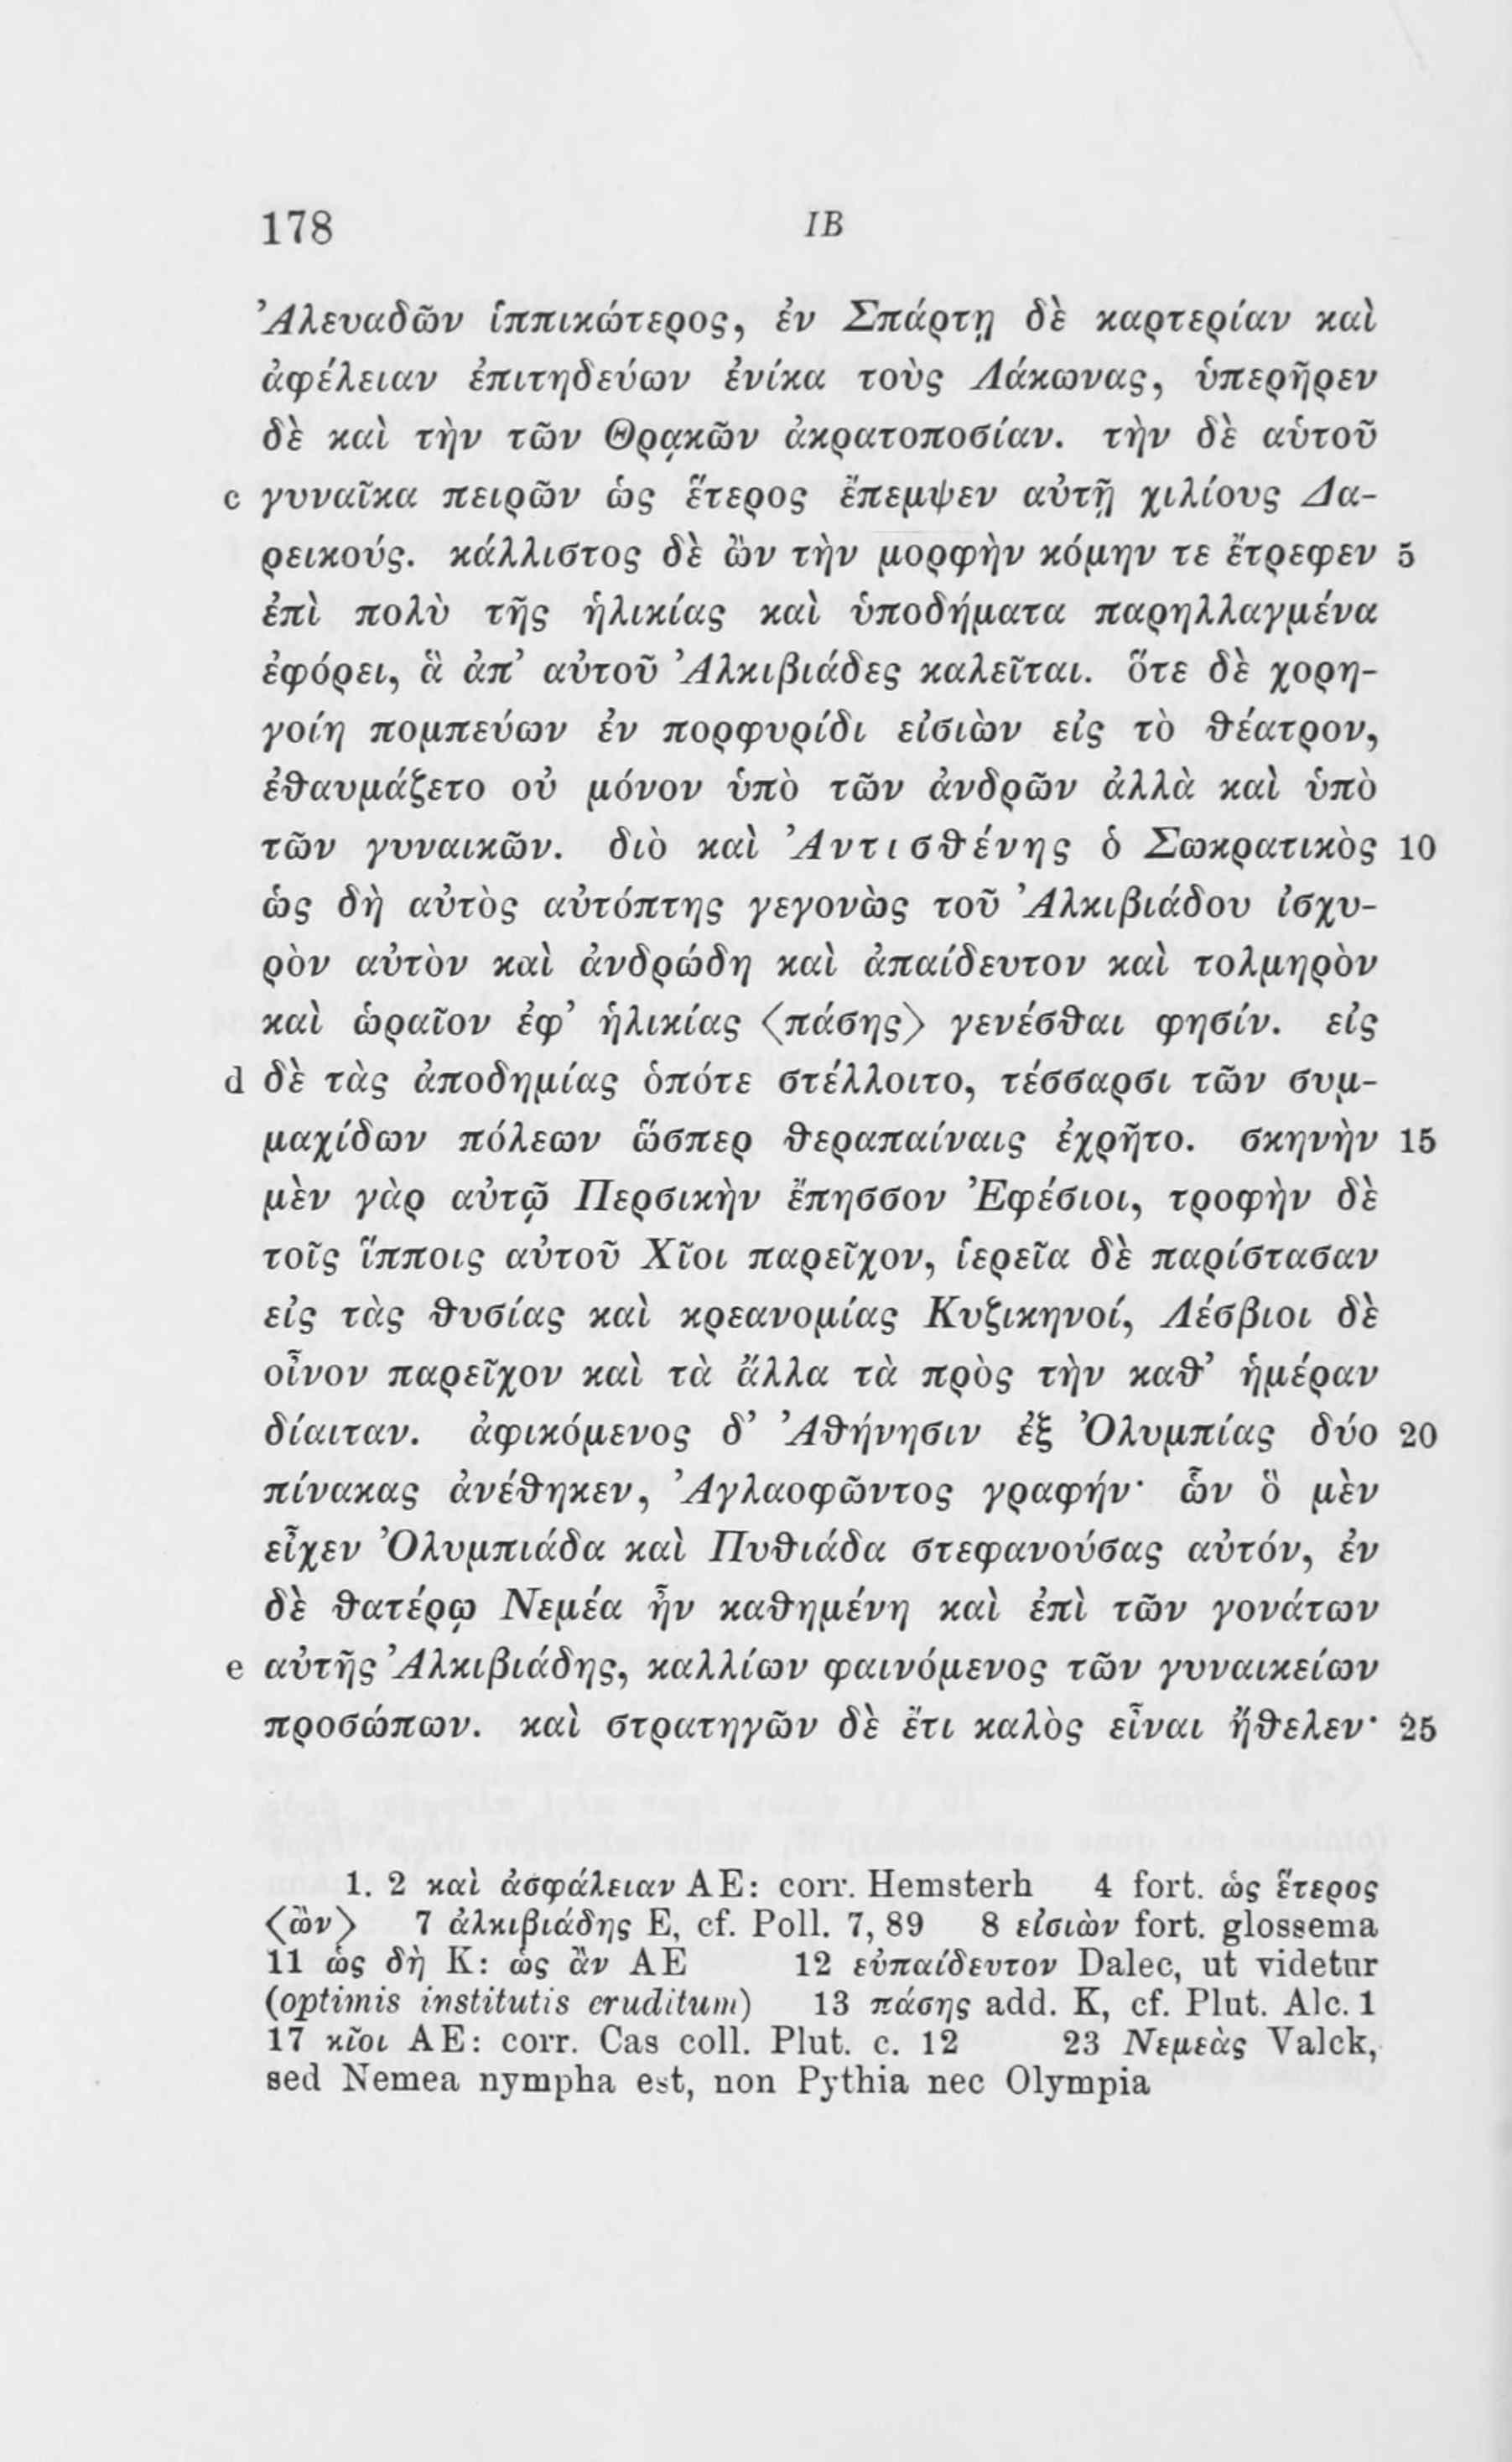 178 IB
Ἀλευαδῶν ἱππικώτερος, ἐν Σπάρτῃ δὲ καρτερίαν καὶ
ἀφέλειαν ἐπιτηδεύων ἐνίκα τοὺς Λάκωνας, ὑπερῆρεν
δὲ καὶ τὴν τῶν Θρᾳκῶν ἀκρατοποσίαν. τὴν δὲ αὑτοῦ
c γυναῖκα πειρῶν ὡς ἕτερος ἔπεμψεν αὐτῇ χιλίους Δα-
ρεικούς. κάλλιστος δὲ ὢν τὴν μορφὴν κόμην τε ἔτρεφεν 5
ἐπὶ πολὺ τῆς ἡλικίας καὶ ὑποδήματα παρηλλαγμένα
ἐφόρει, ἃ ἀπ’ αὐτοῦ Ἀλκιβιάδες καλεῖται. ὅτε δὲ χορη-
γοίη πομπεύων ἐν πορφυρίδι εἰσιὼν εἰς τὸ θέατρον,
ἐθαυμάζετο οὐ μόνον ὑπὸ τῶν ἀνδρῶν ἀλλὰ καὶ ὑπὸ
τῶν γυναικῶν. διὸ καὶ Ἀντισθένης ὁ Σωκρατικὸς 10
ὡς δὴ αὐτὸς αὐτόπτης γεγονὼς τοῦ Ἀλκιβιάδου ἰσχυ-
ρὸν αὐτὸν καὶ ἀνδρώδη καὶ ἀπαίδευτον καὶ τολμηρὸν
καὶ ὡραῖον ἐφ’ ἡλικίας ⟨πάσης⟩ γενέσθαι φησίν. εἰς
d δὲ τὰς ἀποδημίας ὁπότε στέλλοιτο, τέσσαρσι τῶν συμ-
μαχίδων πόλεων ὥσπερ θεραπαίναις ἐχρῆτο. σκηνὴν 15
μὲν γὰρ αὐτῷ Περσικὴν ἔπησσον Ἐφέσιοι, τροφὴν δὲ
τοῖς ἵπποις αὐτοῦ Χῖοι παρεῖχον, ἱερεῖα δὲ παρίστασαν
εἰς τὰς θυσίας καὶ κρεανομίας Κυζικηνοί, Λέσβιοι δὲ
οἶνον παρεῖχον καὶ τὰ ἄλλα τὰ πρὸς τὴν καθ’ ἡμέραν
δίαιταν. ἀφικόμενος δ’ Ἀθήνησιν ἐξ Ὀλυμπίας δύο 20
πίνακας ἀνέθηκεν, Ἀγλαοφῶντος γραφήν· ὧν ὃ μὲν
εἶχεν Ὀλυμπιάδα καὶ Πυθιάδα στεφανούσας αὐτόν, ἐν
δὲ θατέρῳ Νεμέα ἦν καθημένη καὶ ἐπὶ τῶν γονάτων
e αὐτῆς Ἀλκιβιάδης, καλλίων φαινόμενος τῶν γυναικείων
προσώπων. καὶ στρατηγῶν δὲ ἔτι καλὸς εἶναι ἤθελεν· 25
1. 2 καὶ ἀσφάλειαν AE: corr. Hemsterh 4 fort. ὡς ἕτερος
⟨ὢν⟩ 7 ἀλκιβιάδης E, cf. Poll. 7, 89 8 εἰσιὼν fort. glossema
11 ὡς δὴ K: ὡς ἂν AE 12 εὐπαίδευτον Dalec, ut videtur
(optimis institutis eruditum) 13 πάσης add. K, cf. Plut. Alc. 1
17 κῖοι AE: corr. Cas coll. Plut. c. 12 23 Νεμεὰς Valck,
sed Nemea nympha est, non Pythia nec Olympia